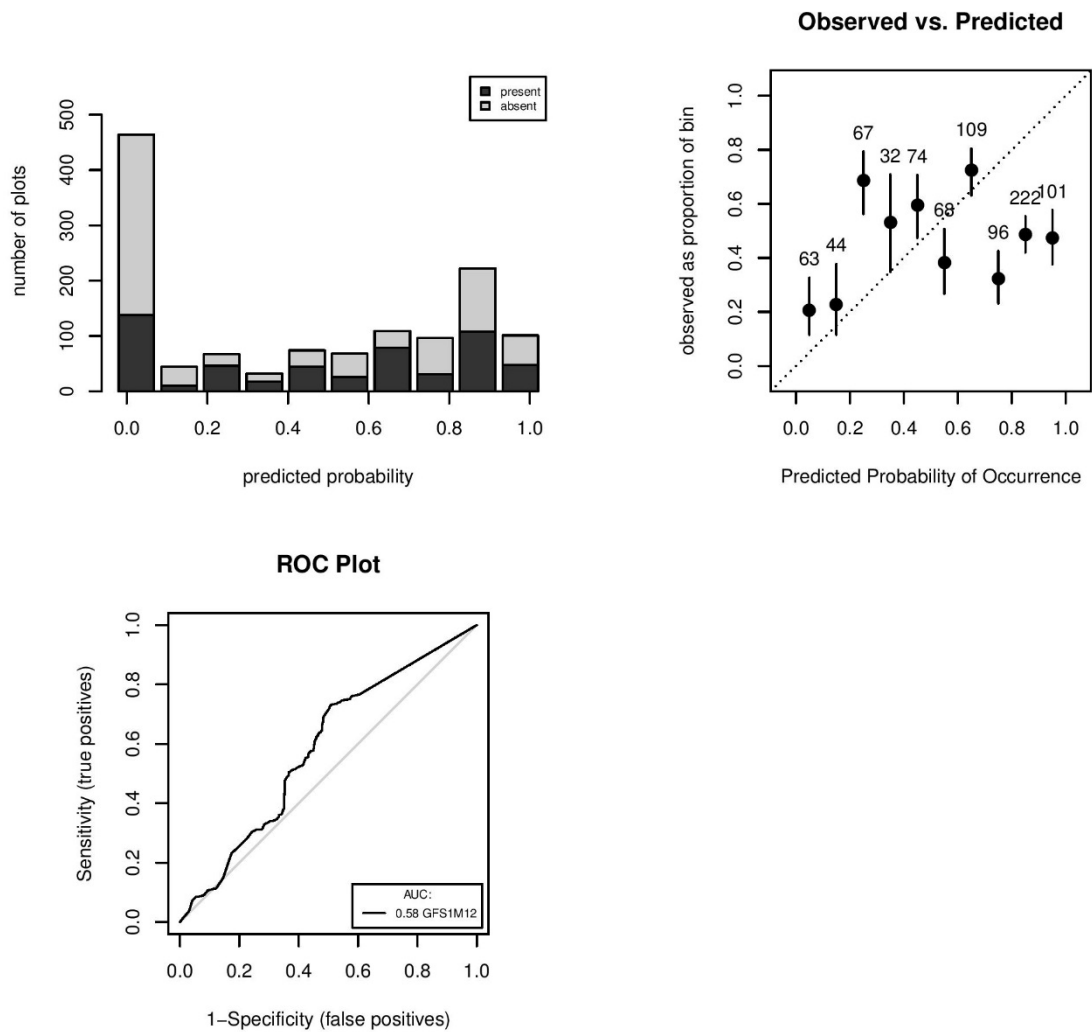 present
absent
number of plots
500
400
300
200
100
0
0.0 0.2 0.4 0.6 0.8 1.0
predicted probability
Observed vs. Predicted
observed as proportion of bin
1.0
0.8
0.6
0.4
0.2
0.0
63 44 67 32 74 68 109 96 222 101
0.0 0.2 0.4 0.6 0.8 1.0
Predicted Probability of Occurrence
ROC Plot
Sensitivity (true positives)
1.0
0.8
0.6
0.4
0.2
0.0
AUC:
0.58 GFS1M12
0.0 0.2 0.4 0.6 0.8 1.0
1−Specificity (false positives)